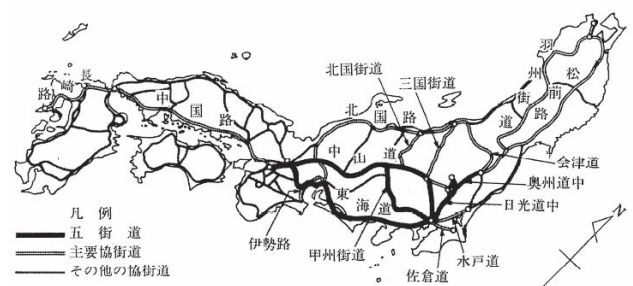 長崎路
中国路
北国街道
三国街道
羽州街道
松前路
北国路
中山道
東海道
会津道
奥州道中
日光道中
水戸道
佐倉道
甲州街道
伊勢路
凡例
五街道
主要協街道
その他の協街道
N